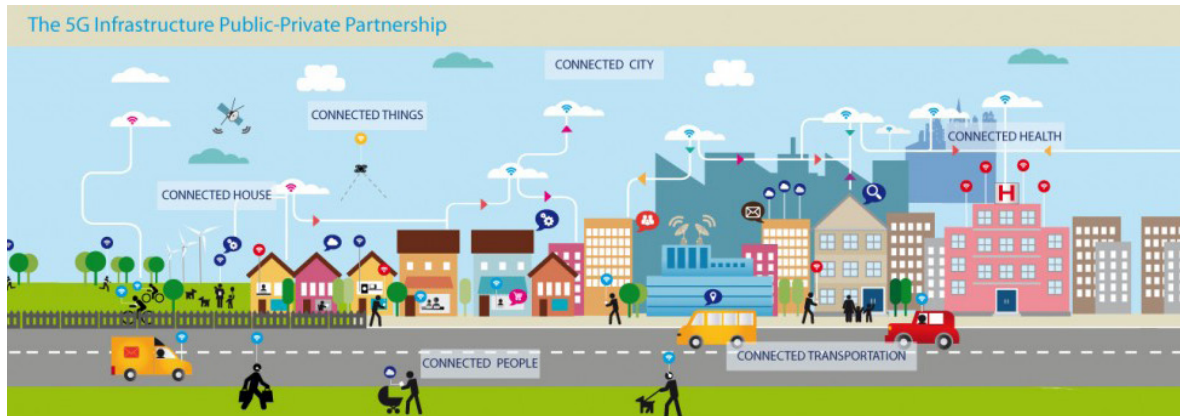 The 5G Infrastructure Public-Private Partnership
CONNECTED CITY
CONNECTED THINGS
CONNECTED HEALTH
CONNECTED HOUSE
H
CONNECTED TRANSPORTATION
CONNECTED PEOPLE